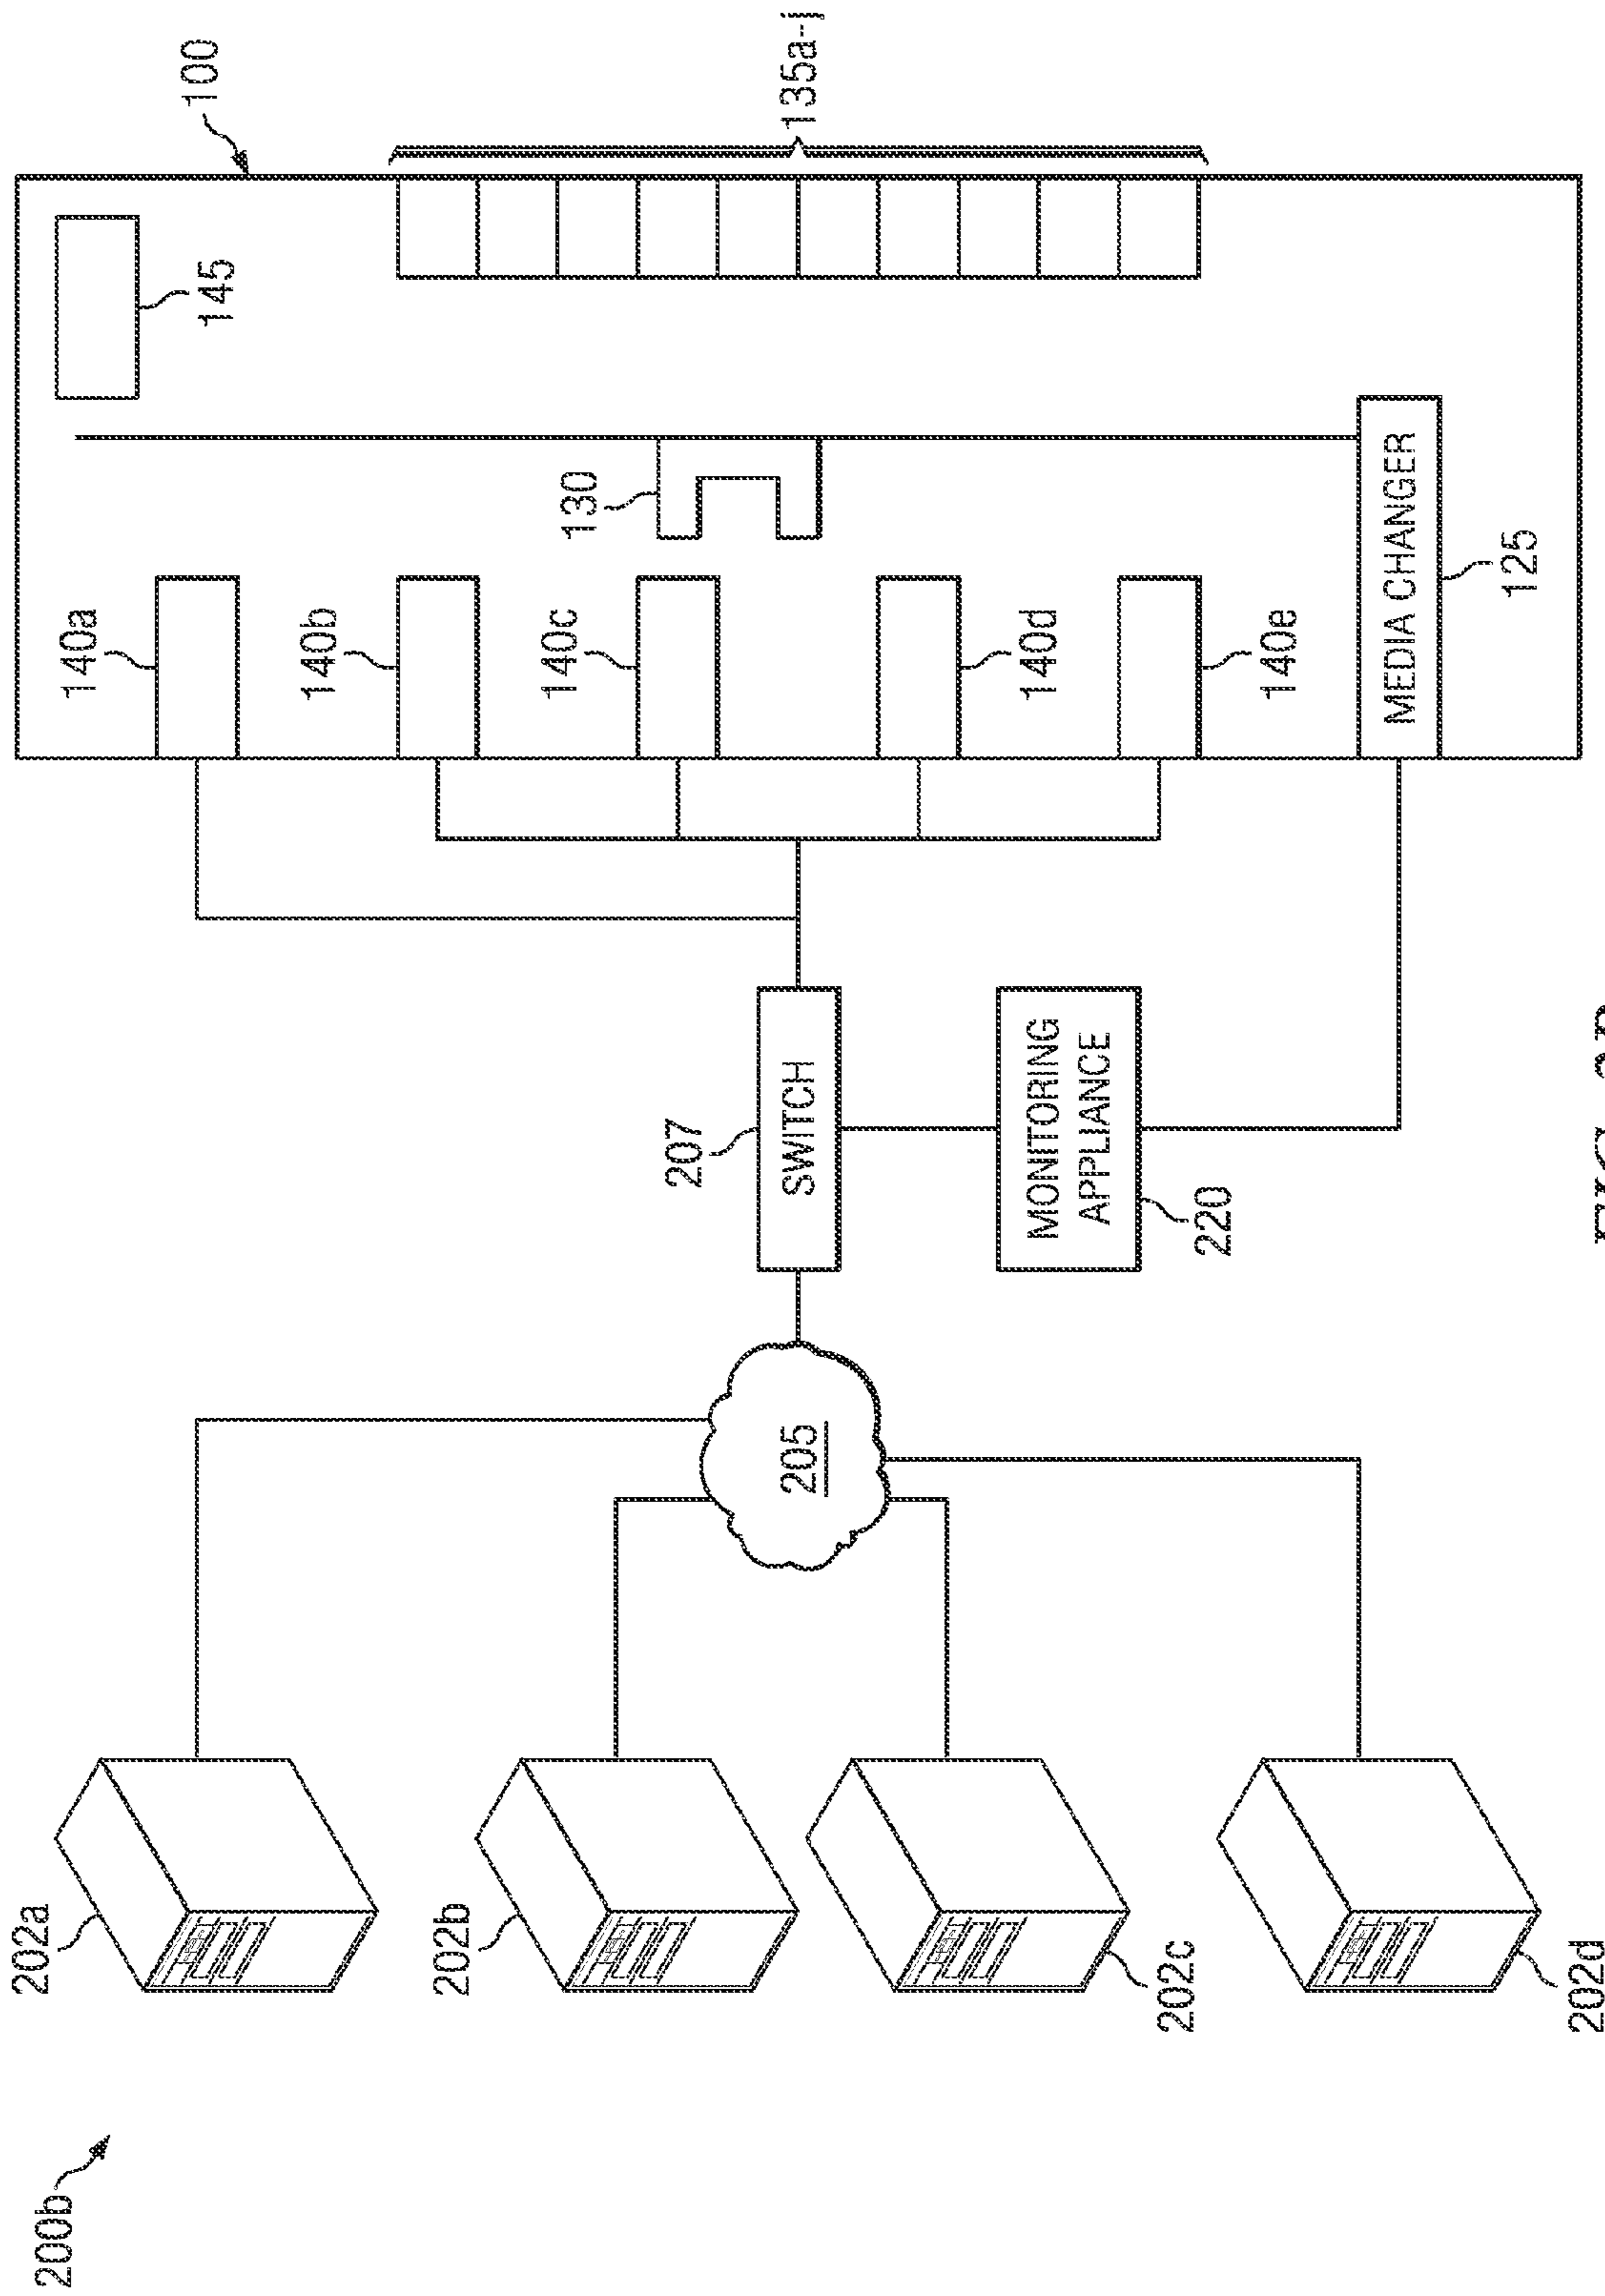 200b
202a
202b
202c
202d
205
207
SWITCH
MONITORING
APPLIANCE
220
140a
140b
140c
140d
140e
130
MEDIA CHANGER
125
145
100
135a-j